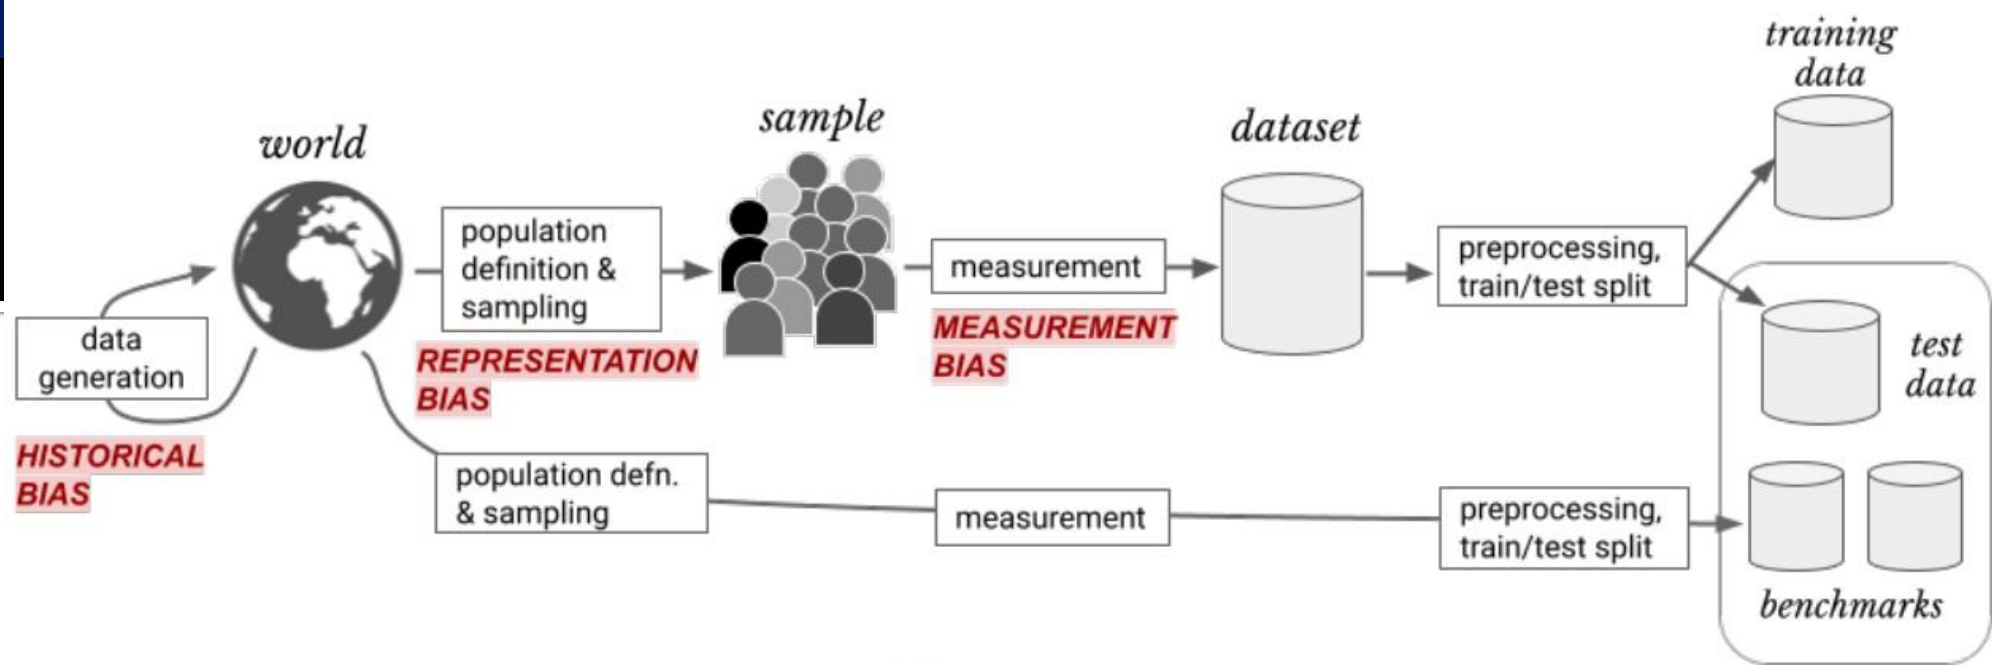 training
data
sample
dataset
world
population
definition &
sampling
measurement
preprocessing,
train/test split
data
generation
REPRESENTATION
BIAS
MEASUREMENT
BIAS
test
data
HISTORICAL
BIAS
population defn.
& sampling
measurement
preprocessing,
train/test split
benchmarks